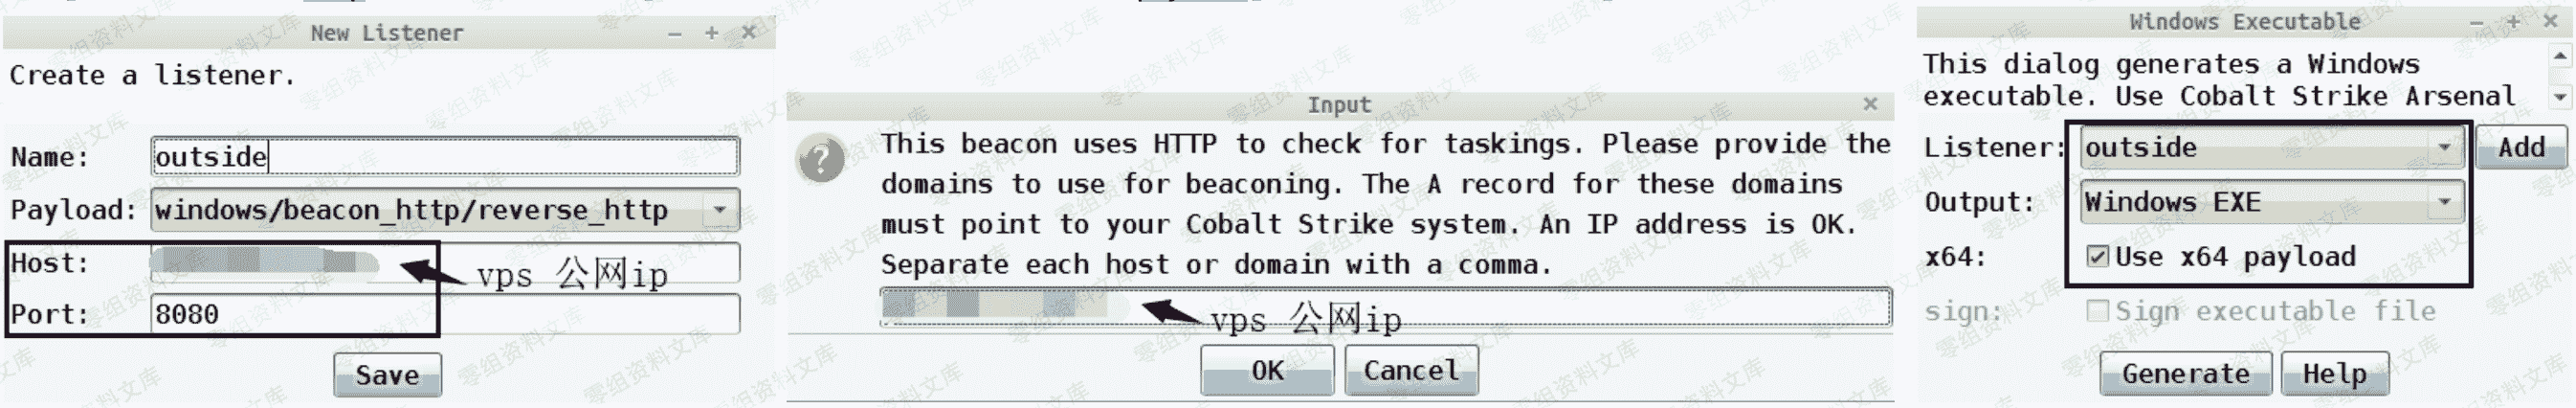 New Listener
Create a listener.
Name: outside
Payload: windows/beacon_http/reverse_http
Host: vps 公网ip
Port: 8080
Save
Input
This beacon uses HTTP to check for taskings. Please provide the
domains to use for beaconing. The A record for these domains
must point to your Cobalt Strike system. An IP address is OK.
Separate each host or domain with a comma.
vps 公网ip
OK Cancel
Windows Executable
This dialog generates a Windows
executable. Use Cobalt Strike Arsenal
Listener: outside Add
Output: Windows EXE
x64: Use x64 payload
sign: Sign executable file
Generate Help
零组资料文库